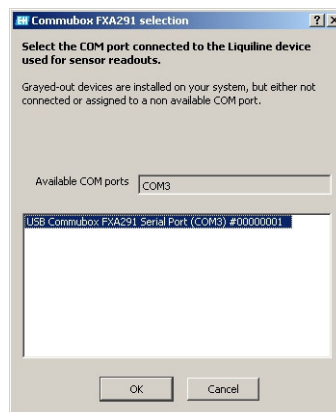 EH Commubox FXA291 selection
Select the COM port connected to the Liquiline device
used for sensor readouts.
Grayed-out devices are installed on your system, but either not
connected or assigned to a non available COM port.
Available COM ports COM3
USB Commubox FXA291 Serial Port (COM3) #00000001
OK Cancel